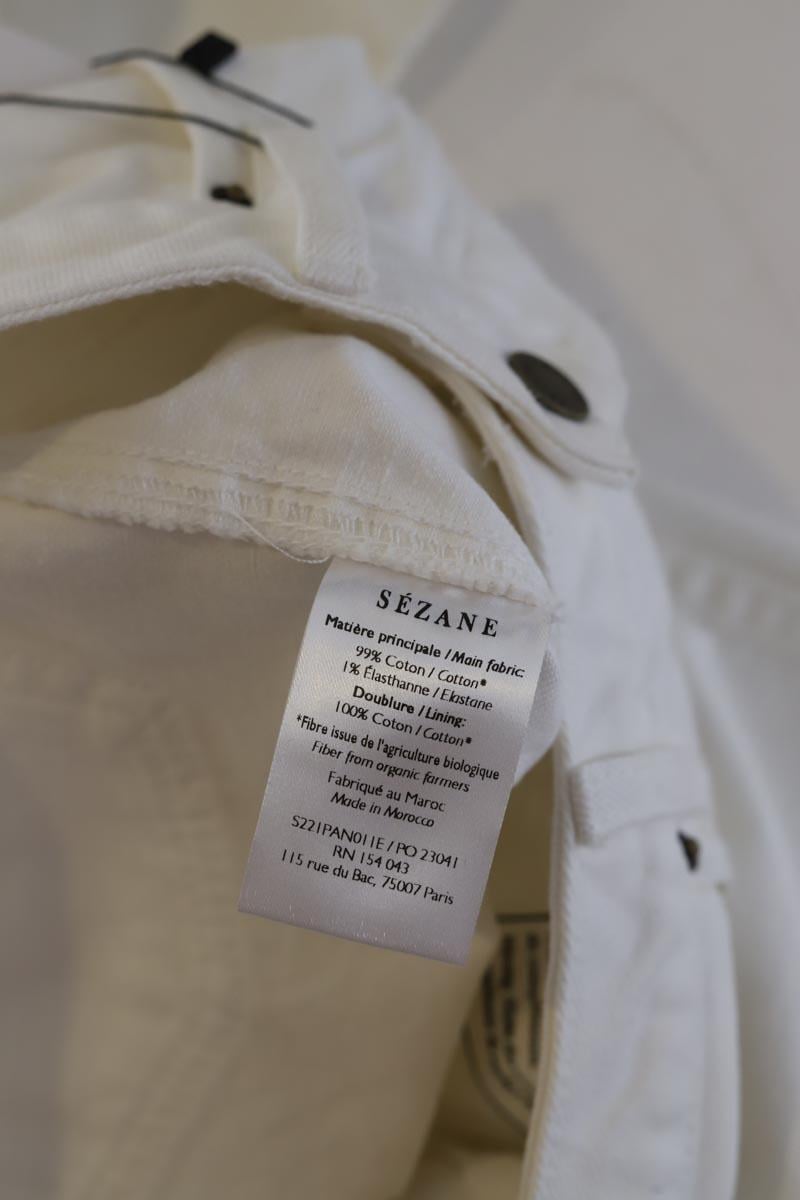 SÉZANE
Matière principale / Main fabric:
99% Coton / Cotton*
1% Élasthanne / Elastane
Doublure / Lining:
100% Coton / Cotton*
*Fibre issue de l'agriculture biologique
Fiber from organic farmers
Fabriqué au Maroc
Made in Morocco
S221PAN011E / PO 23041
RN 154 043
115 rue du Bac, 75007 Paris